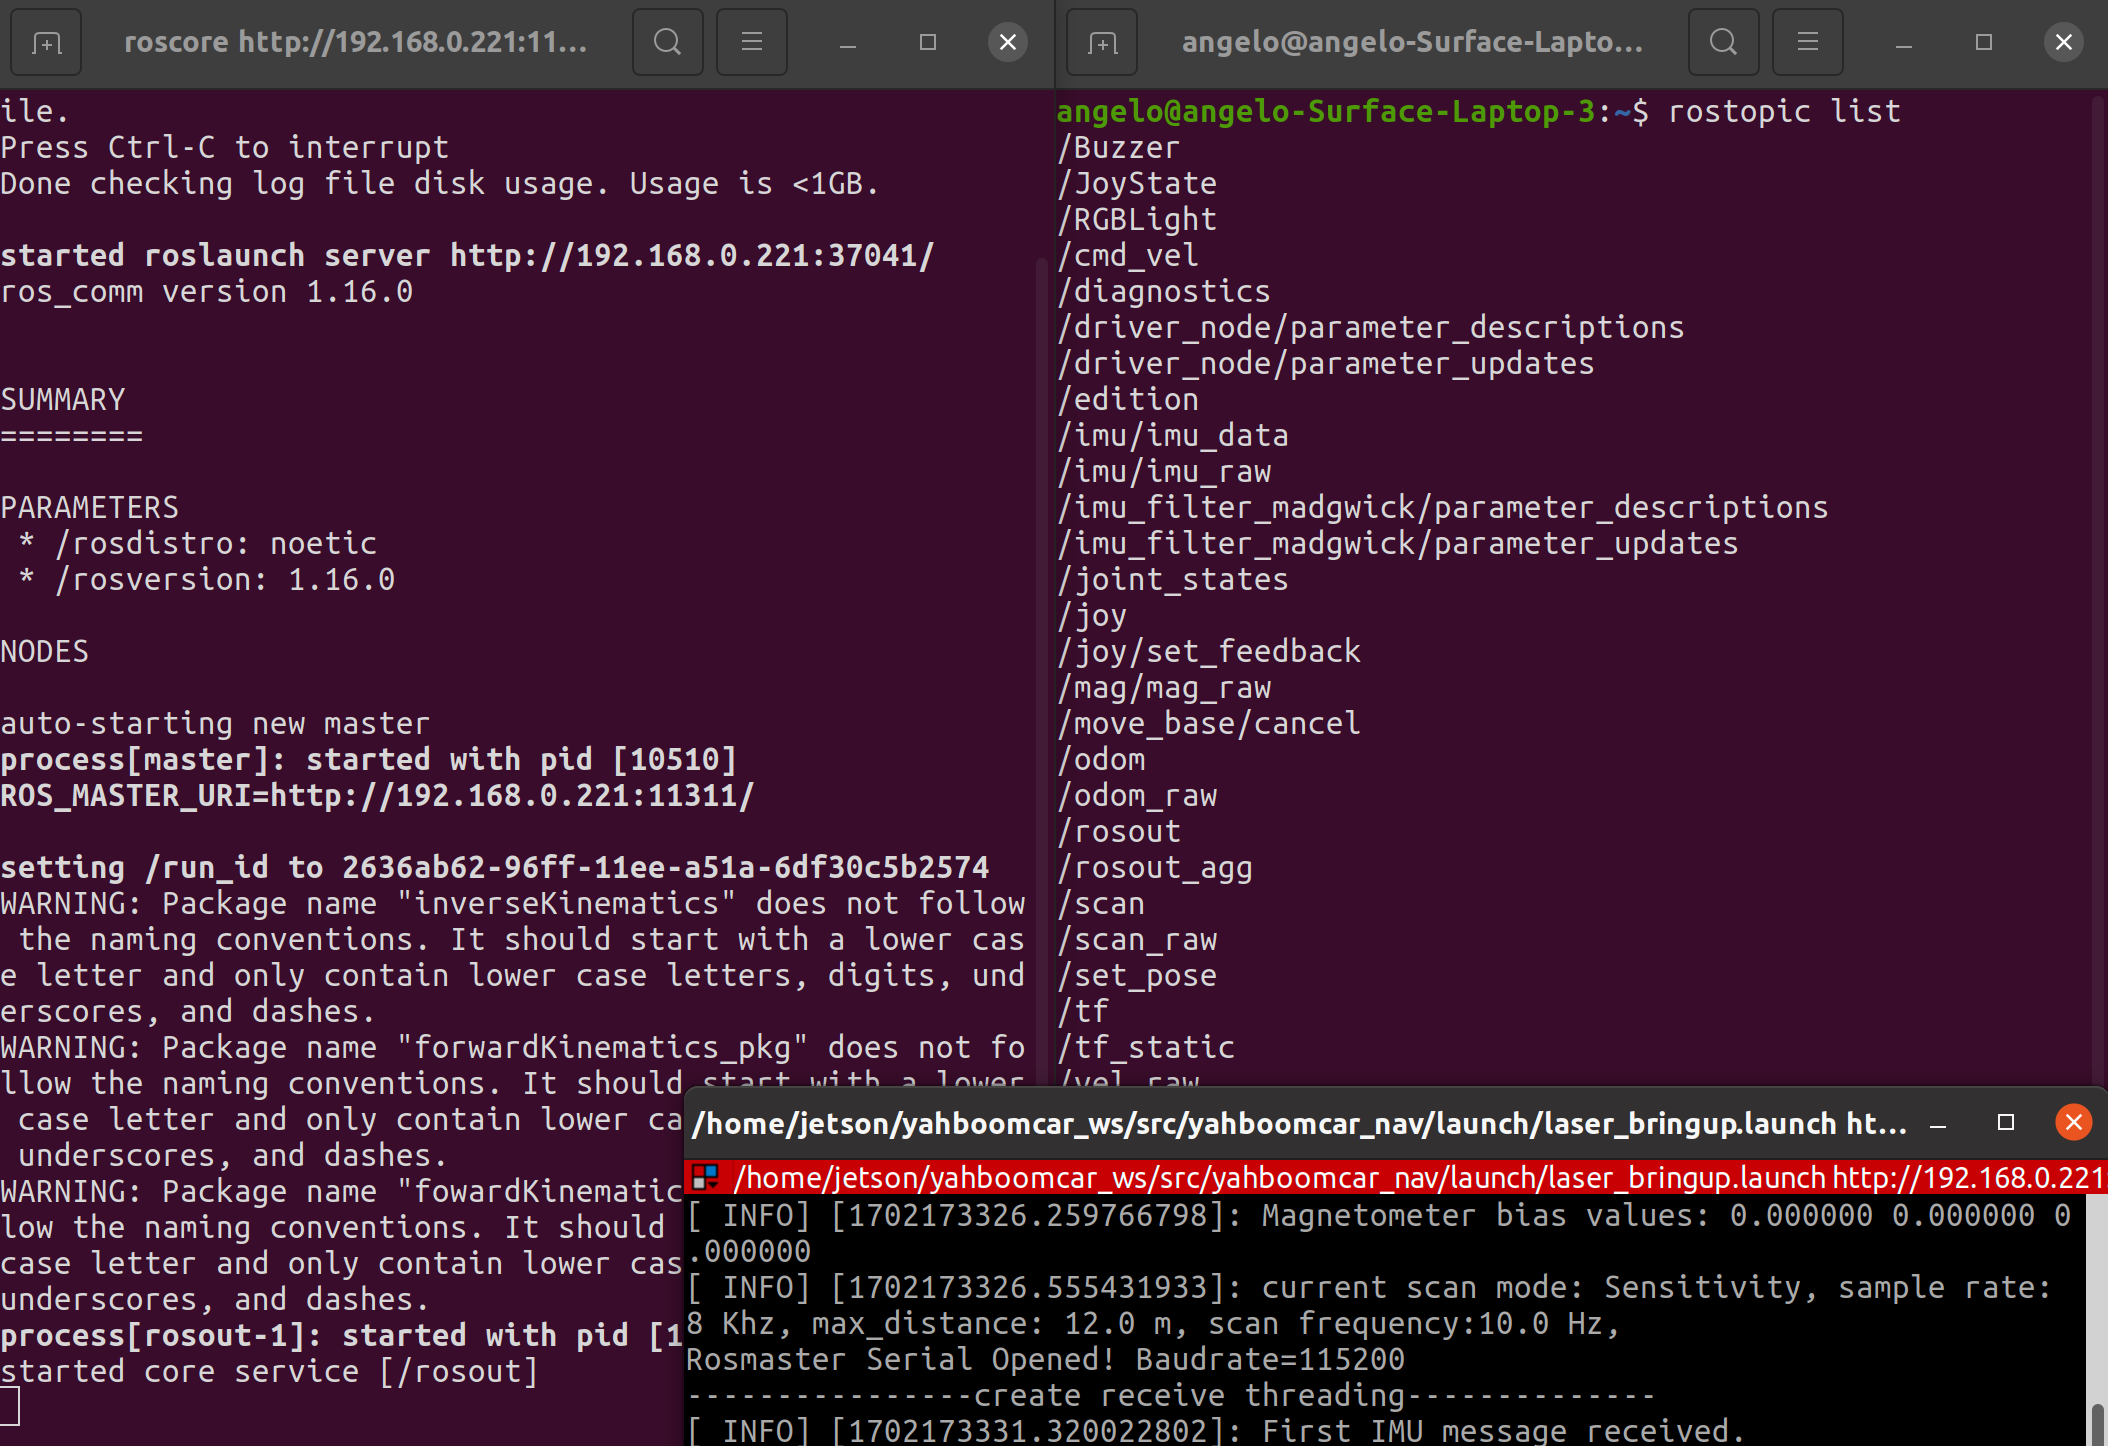 roscore http://192.168.0.221:11...
ile.
Press Ctrl-C to interrupt
Done checking log file disk usage. Usage is <1GB.
started roslaunch server http://192.168.0.221:37041/
ros_comm version 1.16.0
SUMMARY
========
PARAMETERS
 * /rosdistro: noetic
 * /rosversion: 1.16.0
NODES
auto-starting new master
process[master]: started with pid [10510]
ROS_MASTER_URI=http://192.168.0.221:11311/
setting /run_id to 2636ab62-96ff-11ee-a51a-6df30c5b2574
WARNING: Package name "inverseKinematics" does not follow
 the naming conventions. It should start with a lower cas
e letter and only contain lower case letters, digits, und
erscores, and dashes.
WARNING: Package name "forwardKinematics_pkg" does not fo
llow the naming conventions. It should start with a lower
 case letter and only contain lower ca
 underscores, and dashes.
WARNING: Package name "fowardKinematic
low the naming conventions. It should
case letter and only contain lower cas
underscores, and dashes.
process[rosout-1]: started with pid [1
started core service [/rosout]
angelo@angelo-Surface-Lapto...
angelo@angelo-Surface-Laptop-3:~$ rostopic list
/Buzzer
/JoyState
/RGBLight
/cmd_vel
/diagnostics
/driver_node/parameter_descriptions
/driver_node/parameter_updates
/edition
/imu/imu_data
/imu/imu_raw
/imu_filter_madgwick/parameter_descriptions
/imu_filter_madgwick/parameter_updates
/joint_states
/joy
/joy/set_feedback
/mag/mag_raw
/move_base/cancel
/odom
/odom_raw
/rosout
/rosout_agg
/scan
/scan_raw
/set_pose
/tf
/tf_static
/vel_raw
/home/jetson/yahboomcar_ws/src/yahboomcar_nav/launch/laser_bringup.launch ht...
/home/jetson/yahboomcar_ws/src/yahboomcar_nav/launch/laser_bringup.launch http://192.168.0.221:
[ INFO] [1702173326.259766798]: Magnetometer bias values: 0.000000 0.000000 0
.000000
[ INFO] [1702173326.555431933]: current scan mode: Sensitivity, sample rate:
8 Khz, max_distance: 12.0 m, scan frequency:10.0 Hz,
Rosmaster Serial Opened! Baudrate=115200
----------------create receive threading--------------
[ INFO] [1702173331.320022802]: First IMU message received.